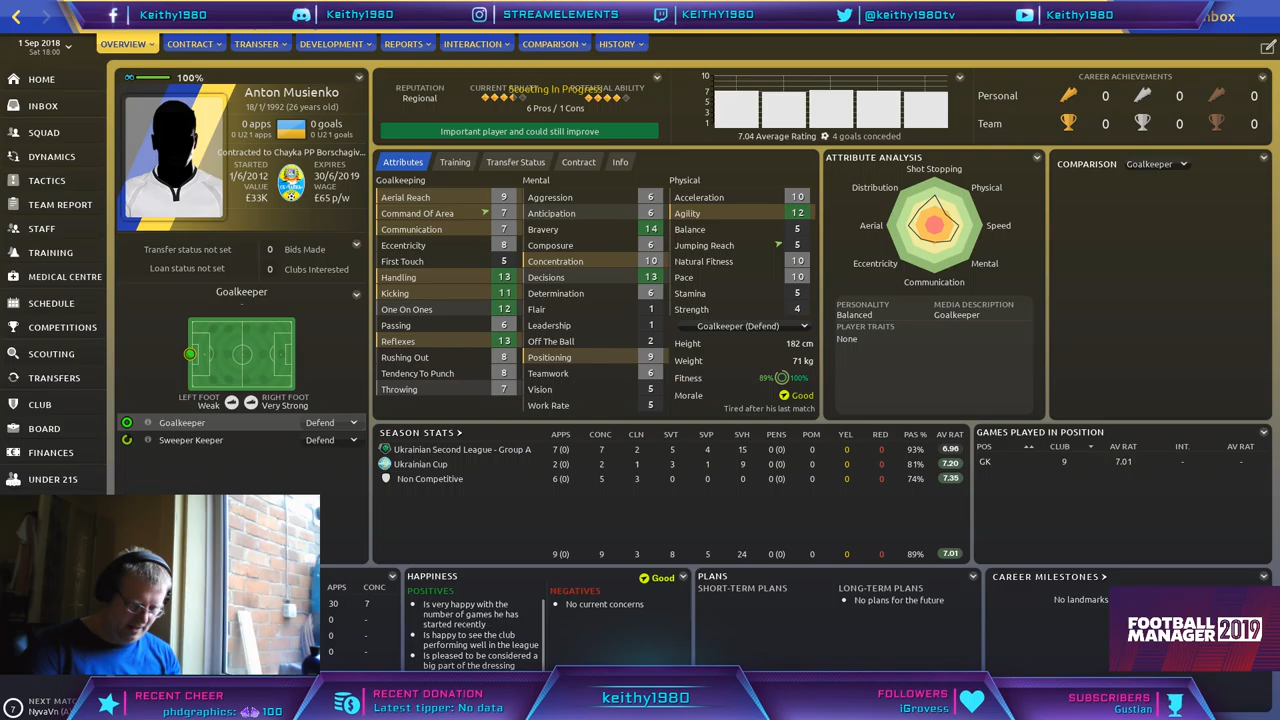 Keithy1980
Keithy1980
STREAMELEMENTS
KEITHY1980
@keithy1980tv
Keithy1980
nbox
1 Sep 2018
Sat 18:00
OVERVIEW
CONTRACT
TRANSFER
DEVELOPMENT
REPORTS
INTERACTION
COMPARISON
HISTORY
HOME
INBOX
SQUAD
DYNAMICS
TACTICS
TEAM REPORT
STAFF
TRAINING
MEDICAL CENTRE
SCHEDULE
COMPETITIONS
SCOUTING
TRANSFERS
CLUB
BOARD
FINANCES
UNDER 21S
NEXT MATC
NyvaVn (A
100%
Anton Musienko
18/1/1992 (26 years old)
0 apps
0 U21 apps
0 goals
0 U21 goals
Contracted to Chayka PP Borschagiv...
STARTED
1/6/2012
EXPIRES
30/6/2019
VALUE
£33K
WAGE
£65 p/w
Transfer status not set
0 Bids Made
Loan status not set
0 Clubs Interested
Goalkeeper
-
LEFT FOOT
Weak
RIGHT FOOT
Very Strong
Goalkeeper Defend
Sweeper Keeper Defend
REPUTATION
Regional
CURRENT ABILITY
POTENTIAL ABILITY
Scouting In Progress
6 Pros / 1 Cons
Important player and could still improve
10
7
5
3
1
7.04 Average Rating 4 goals conceded
CAREER ACHIEVEMENTS
Personal 0 0 0
Team 0 0 0
Attributes
Training
Transfer Status
Contract
Info
Goalkeeping
Aerial Reach 9
Command Of Area 7
Communication 7
Eccentricity 8
First Touch 5
Handling 13
Kicking 11
One On Ones 12
Passing 6
Reflexes 13
Rushing Out 8
Tendency To Punch 8
Throwing 7
Mental
Aggression 6
Anticipation 6
Bravery 14
Composure 6
Concentration 10
Decisions 13
Determination 6
Flair 1
Leadership 1
Off The Ball 2
Positioning 9
Teamwork 6
Vision 5
Work Rate 5
Physical
Acceleration 10
Agility 12
Balance 5
Jumping Reach 5
Natural Fitness 10
Pace 10
Stamina 5
Strength 4
Goalkeeper (Defend)
Height 182 cm
Weight 71 kg
Fitness 89% 100%
Morale Good
Tired after his last match
ATTRIBUTE ANALYSIS
Shot Stopping
Distribution
Physical
Aerial
Speed
Eccentricity
Mental
Communication
PERSONALITY
Balanced
MEDIA DESCRIPTION
Goalkeeper
PLAYER TRAITS
None
COMPARISON Goalkeeper
SEASON STATS APPS CONC CLN SVT SVP SVH PENS POM YEL RED PAS % AV RAT
Ukrainian Second League - Group A 7 (0) 7 2 5 4 15 0 (0) 0 0 0 93% 6.96
Ukrainian Cup 2 (0) 2 1 3 1 9 0 (0) 0 0 0 81% 7.20
Non Competitive 6 (0) 5 3 0 0 0 0 (0) 0 0 0 74% 7.35
9 (0) 9 3 8 5 24 0 (0) 0 0 0 89% 7.01
GAMES PLAYED IN POSITION
POS CLUB AV RAT INT. AV RAT
GK 9 7.01 - -
APPS CONC
30 7
0 -
0 -
0 -
HAPPINESS
Good
POSITIVES
Is very happy with the
number of games he has
started recently
Is happy to see the club
performing well in the league
Is pleased to be considered a
big part of the dressing
NEGATIVES
No current concerns
PLANS
SHORT-TERM PLANS
LONG-TERM PLANS
No plans for the future
CAREER MILESTONES
No landmarks
FOOTBALL
MANAGER 2019
RECENT CHEER
phdgraphics: 100
RECENT DONATION
Latest tipper: No data
keithy1980
FOLLOWERS
iGrovess
SUBSCRIBERS
Gustian